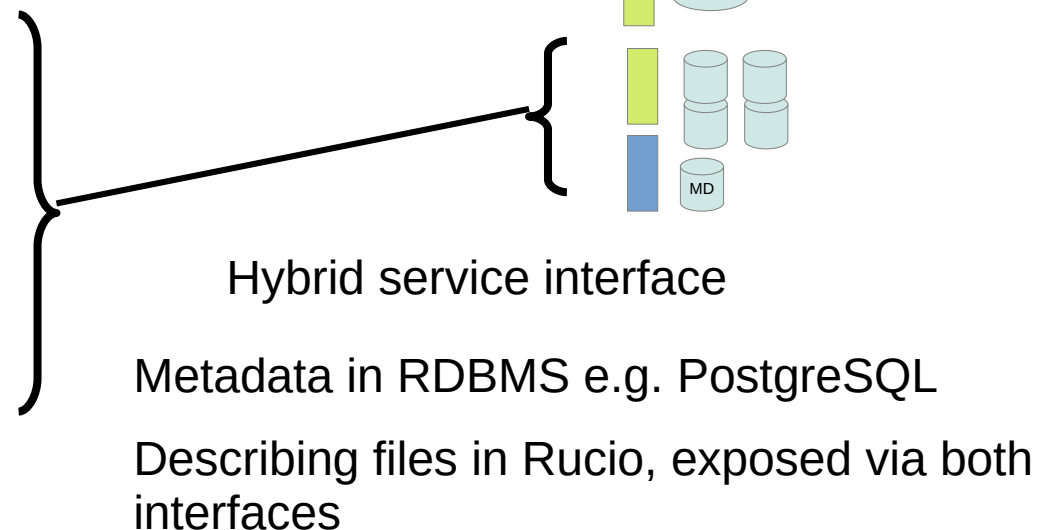 MD
Hybrid service interface
Metadata in RDBMS e.g. PostgreSQL
Describing files in Rucio, exposed via both
interfaces